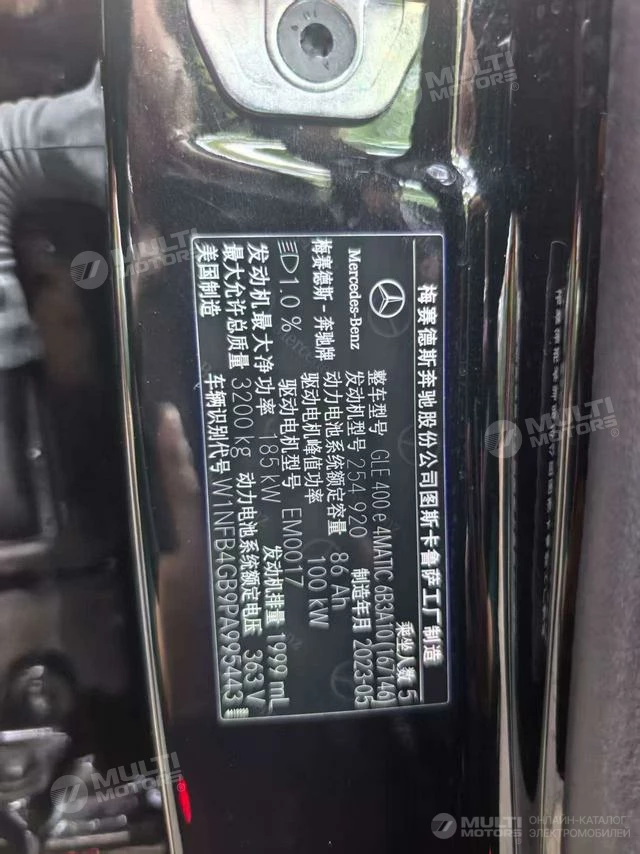 梅赛德斯奔驰股份公司图斯卡鲁萨工厂制造
乘坐人数 5
Mercedes-Benz 整车型号 GLE 400 e 4MATIC 6B3A10(167146)
发动机型号 254 920 制造年月 2023-05
梅赛德斯-奔驰牌 动力电池系统额定容量 86 Ah
驱动电机峰值功率 100 kW
1.0 % 驱动电机型号 EM0017
发动机最大净功率 185 kW 发动机排量 1999 mL
最大允许总质量 3200 kg 动力电池系统额定电压 363 V
美国制造 车辆识别代号 W1NFB4GB9PA995443
MULTI MOTORS®
MULTI MOTORS®
MULTI MOTORS®
MULTI MOTORS®
MULTI MOTORS®
ОНЛАЙН-КАТАЛОГ
ЭЛЕКТРОМОБИЛЕЙ